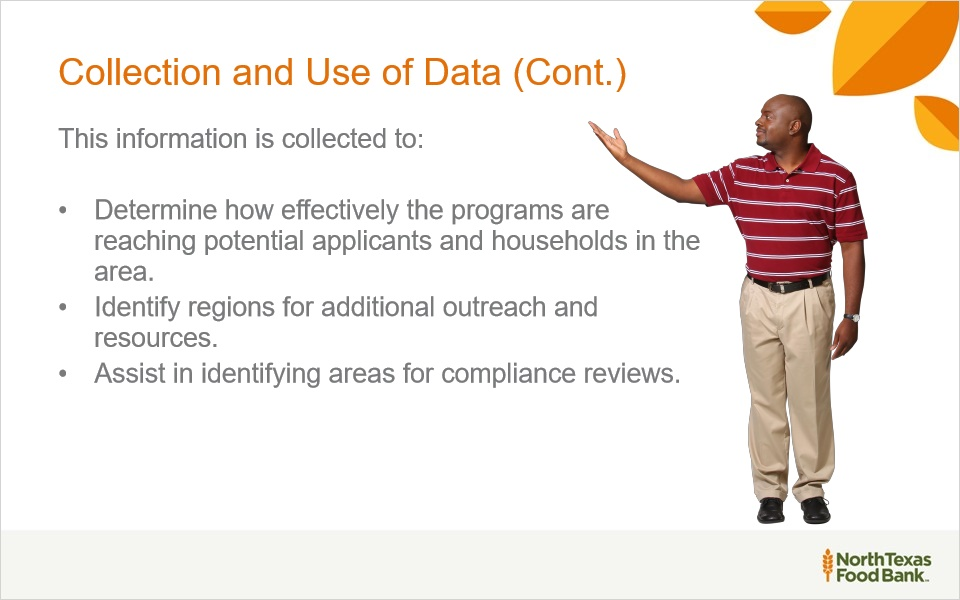 Collection and Use of Data (Cont.)
This information is collected to:
• Determine how effectively the programs are
reaching potential applicants and households in the
area.
• Identify regions for additional outreach and
resources.
• Assist in identifying areas for compliance reviews.
North Texas
Food Bank